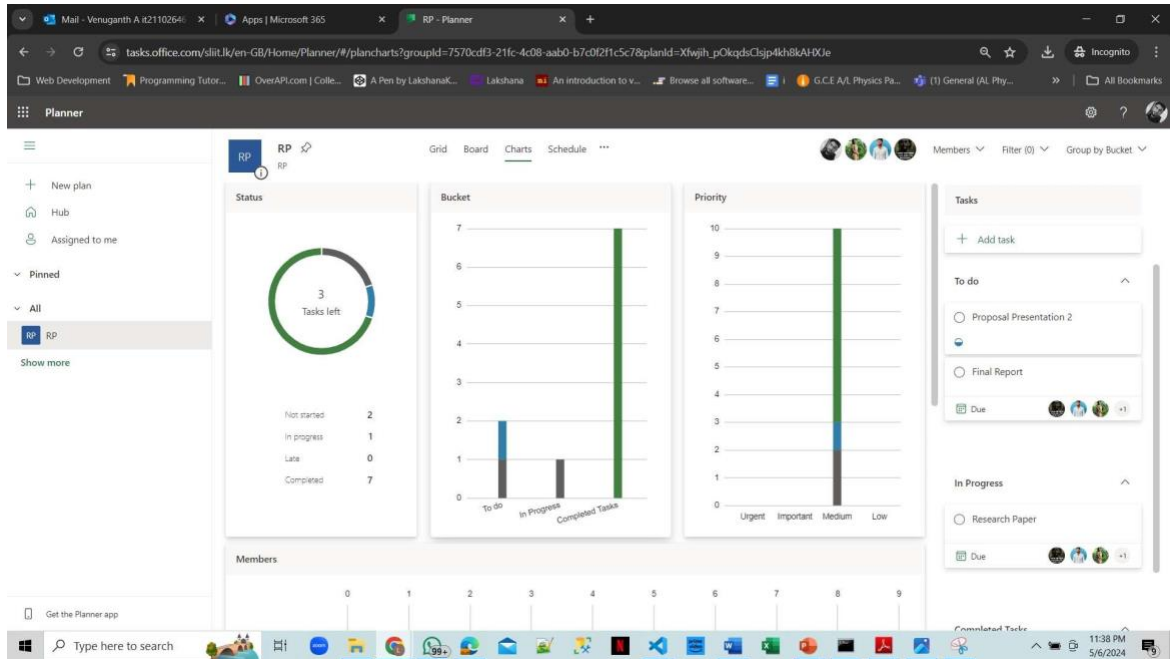 Mail - Venuganth A it21102646
Apps | Microsoft 365
RP - Planner
tasks.office.com/sliit.lk/en-GB/Home/Planner/#/plancharts?groupId=7570cdf3-21fc-4c08-aab0-b7c0f2f1c5c7&planId=Xfwjih_pOkqdsClsjp4kh8kAHXJe
Incognito
Web Development
Programming Tutor...
OverAPI.com | Colle...
A Pen by LakshanaK...
Lakshana
An introduction to v...
Browse all software...
i
G.C.E A/L Physics Pa...
(1) General (AL Phy...
All Bookmarks
Planner
New plan
Hub
Assigned to me
Pinned
All
RP RP
Show more
Get the Planner app
RP
RP
RP
Grid Board Charts Schedule
Members Filter (0) Group by Bucket
Status
3
Tasks left
Not started 2
In progress 1
Late 0
Completed 7
Bucket
7
6
5
4
3
2
1
0
To do In Progress Completed Tasks
Priority
10
9
8
7
6
5
4
3
2
1
0
Urgent Important Medium Low
Members
0 1 2 3 4 5 6 7 8 9
Tasks
Add task
To do
Proposal Presentation 2
Final Report
Due +1
In Progress
Research Paper
Due +1
Completed Tasks
Type here to search
99+
11:38 PM
5/6/2024
9